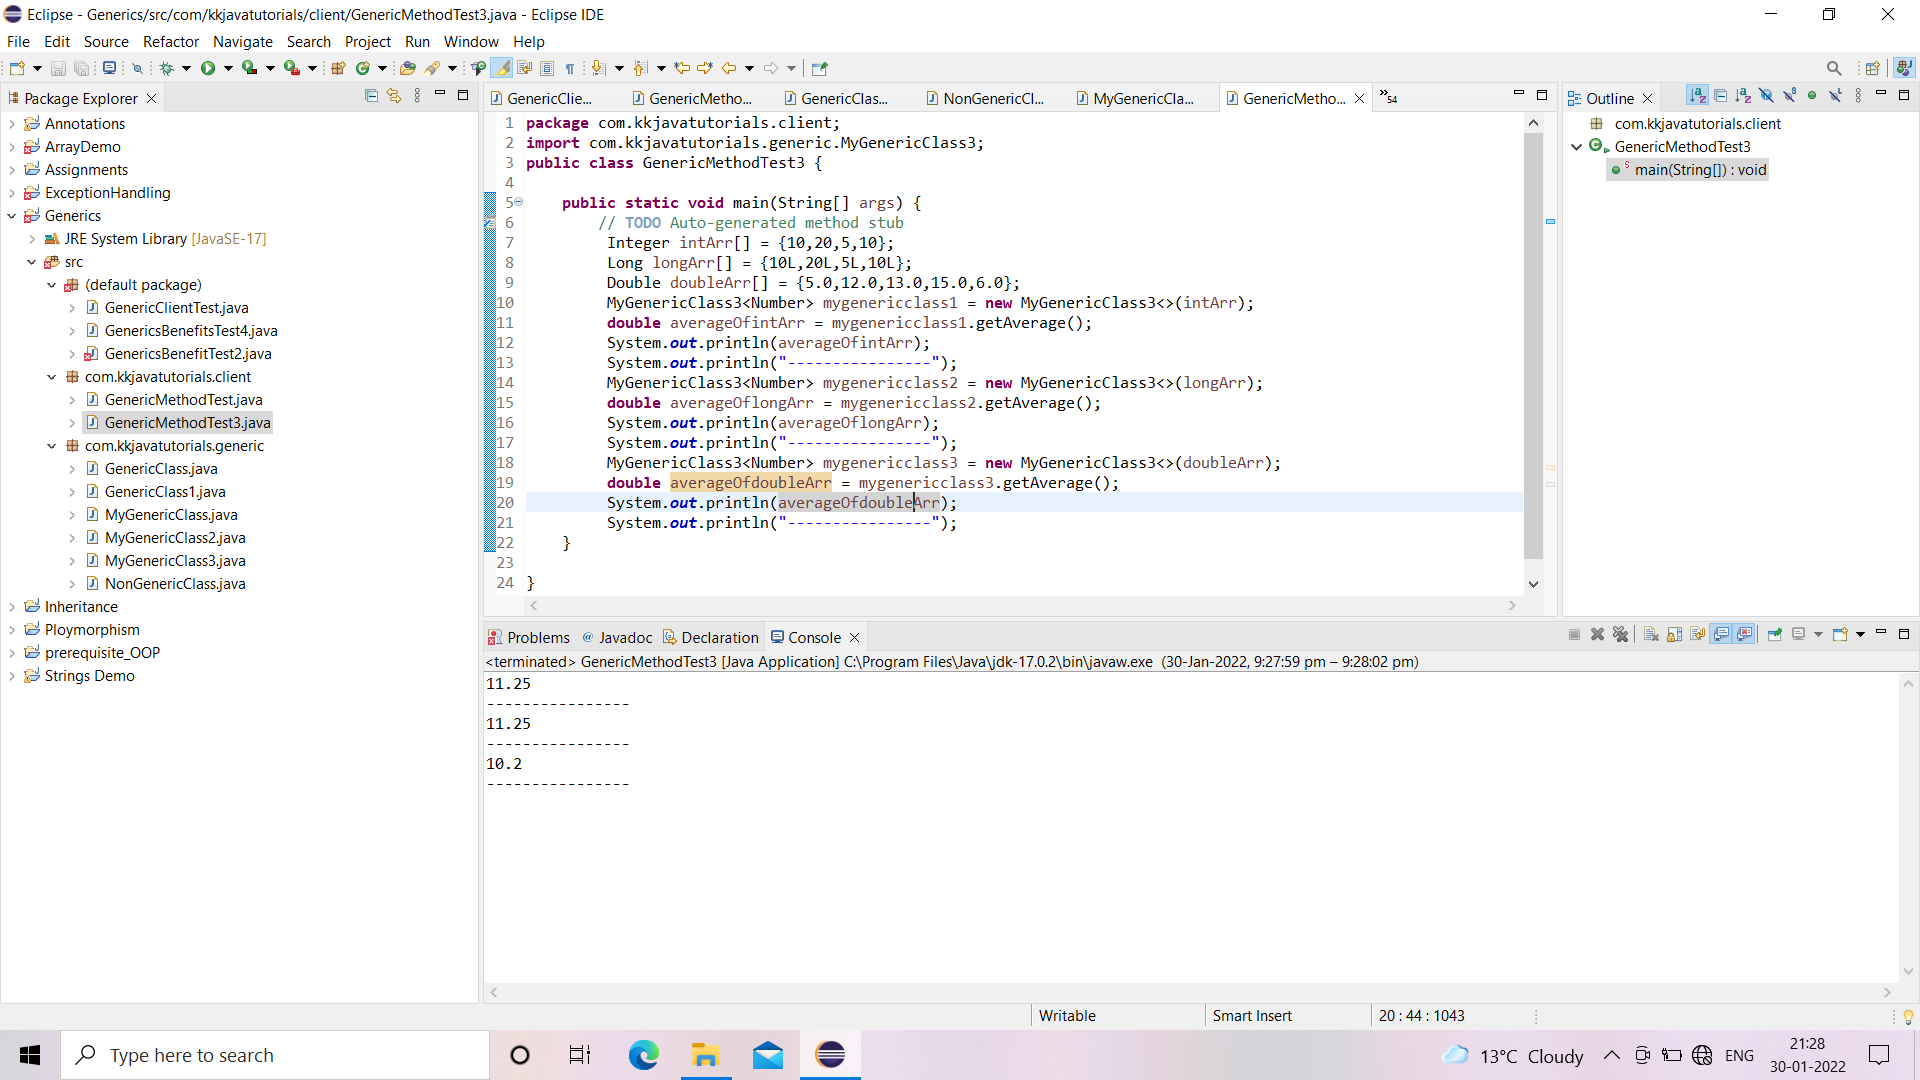 Eclipse - Generics/src/com/kkjavatutorials/client/GenericMethodTest3.java - Eclipse IDE
File Edit Source Refactor Navigate Search Project Run Window Help
Package Explorer
Annotations
ArrayDemo
Assignments
ExceptionHandling
Generics
JRE System Library [JavaSE-17]
src
(default package)
GenericClientTest.java
GenericsBenefitsTest4.java
GenericsBenefitTest2.java
com.kkjavatutorials.client
GenericMethodTest.java
GenericMethodTest3.java
com.kkjavatutorials.generic
GenericClass.java
GenericClass1.java
MyGenericClass.java
MyGenericClass2.java
MyGenericClass3.java
NonGenericClass.java
Inheritance
Ploymorphism
prerequisite_OOP
Strings Demo
GenericClie... GenericMetho... GenericClas... NonGenericCl... MyGenericCla... GenericMetho... »54
1 package com.kkjavatutorials.client;
2 import com.kkjavatutorials.generic.MyGenericClass3;
3 public class GenericMethodTest3 {
4
5 public static void main(String[] args) {
6 // TODO Auto-generated method stub
7 Integer intArr[] = {10,20,5,10};
8 Long longArr[] = {10L,20L,5L,10L};
9 Double doubleArr[] = {5.0,12.0,13.0,15.0,6.0};
10 MyGenericClass3<Number> mygenericclass1 = new MyGenericClass3<>(intArr);
11 double averageOfintArr = mygenericclass1.getAverage();
12 System.out.println(averageOfintArr);
13 System.out.println("----------------");
14 MyGenericClass3<Number> mygenericclass2 = new MyGenericClass3<>(longArr);
15 double averageOflongArr = mygenericclass2.getAverage();
16 System.out.println(averageOflongArr);
17 System.out.println("----------------");
18 MyGenericClass3<Number> mygenericclass3 = new MyGenericClass3<>(doubleArr);
19 double averageOfdoubleArr = mygenericclass3.getAverage();
20 System.out.println(averageOfdoubleArr);
21 System.out.println("----------------");
22 }
23
24 }
Outline
com.kkjavatutorials.client
GenericMethodTest3
main(String[]) : void
Problems @ Javadoc Declaration Console
<terminated> GenericMethodTest3 [Java Application] C:\Program Files\Java\jdk-17.0.2\bin\javaw.exe (30-Jan-2022, 9:27:59 pm – 9:28:02 pm)
11.25
----------------
11.25
----------------
10.2
----------------
Writable Smart Insert 20 : 44 : 1043
Type here to search
13°C Cloudy ENG
21:28
30-01-2022